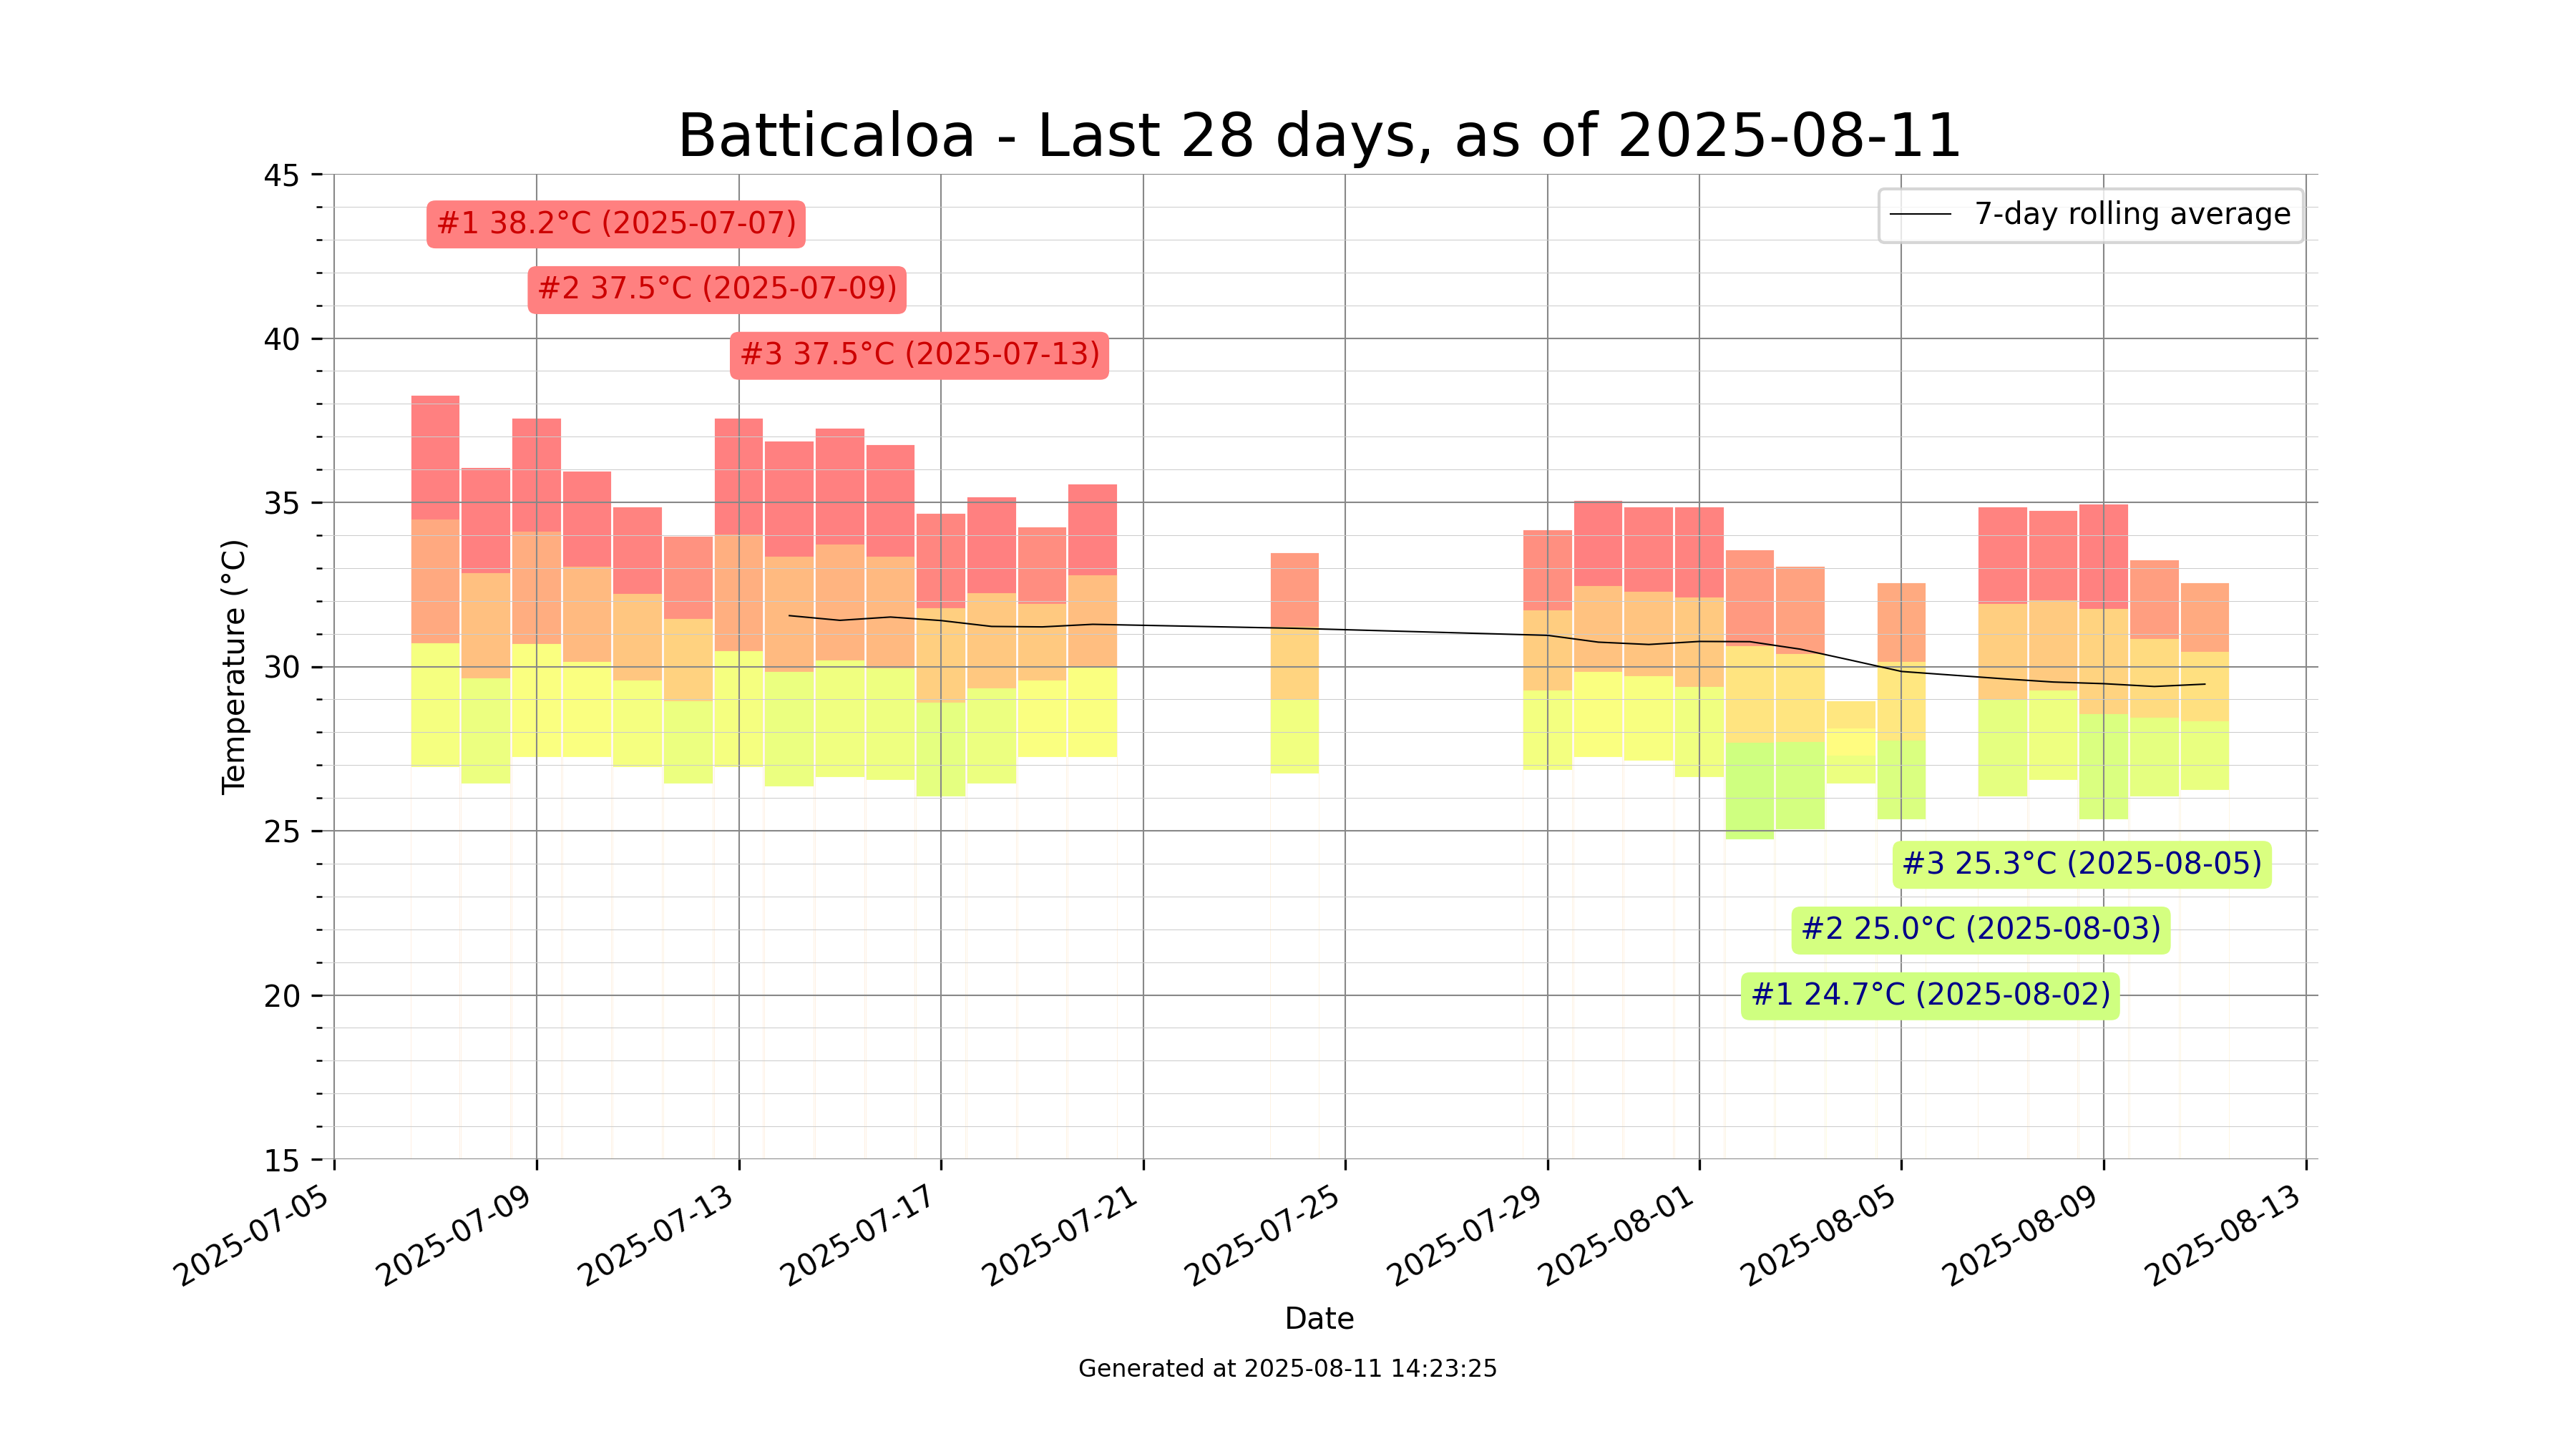 Batticaloa - Last 28 days, as of 2025-08-11
45
40
35
30
25
20
15
Temperature (°C)
7-day rolling average
#1 38.2°C (2025-07-07)
#2 37.5°C (2025-07-09)
#3 37.5°C (2025-07-13)
#3 25.3°C (2025-08-05)
#2 25.0°C (2025-08-03)
#1 24.7°C (2025-08-02)
2025-07-05
2025-07-09
2025-07-13
2025-07-17
2025-07-21
2025-07-25
2025-07-29
2025-08-01
2025-08-05
2025-08-09
2025-08-13
Date
Generated at 2025-08-11 14:23:25